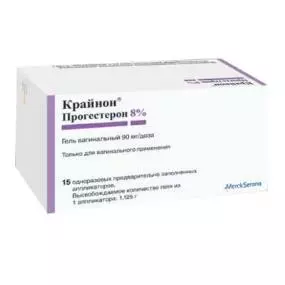 Крайнон®
Прогестерон 8%
Гель вагинальный 90 мг/доза
Только для вагинального применения
15 одноразовых предварительно заполненных
аппликаторов.
Высвобождаемое количество геля из
1 аппликатора: 1,125 г
MerckSerono